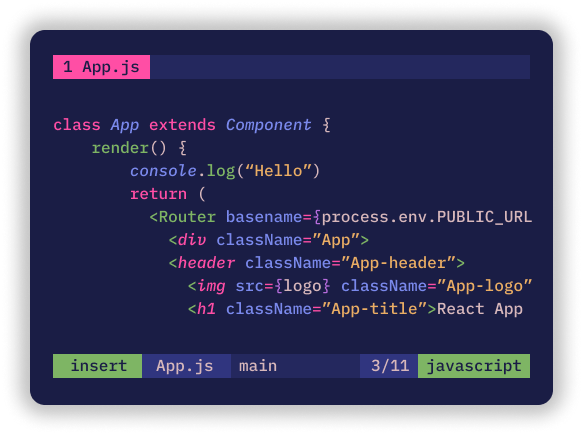 1 App.js
class App extends Component {
render() {
console.log(“Hello”)
return (
<Router basename={process.env.PUBLIC_URL
<div className=”App”>
<header className=”App-header”>
<img src={logo} className=”App-logo”
<h1 className=”App-title”>React App
insert App.js main 3/11 javascript